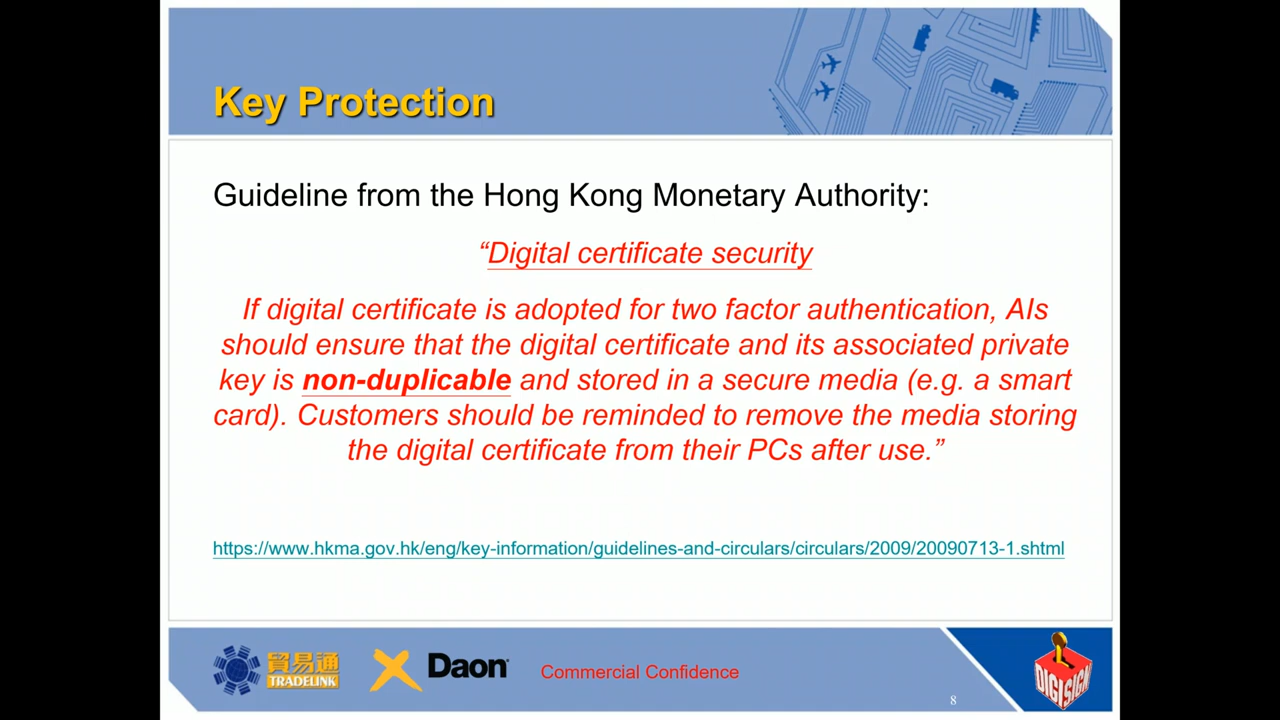 Key Protection
Guideline from the Hong Kong Monetary Authority:
“Digital certificate security
If digital certificate is adopted for two factor authentication, AIs
should ensure that the digital certificate and its associated private
key is non-duplicable and stored in a secure media (e.g. a smart
card). Customers should be reminded to remove the media storing
the digital certificate from their PCs after use.”
https://www.hkma.gov.hk/eng/key-information/guidelines-and-circulars/circulars/2009/20090713-1.shtml
貿易通
TRADELINK
Daon
Commercial Confidence
8
DIGISIGN